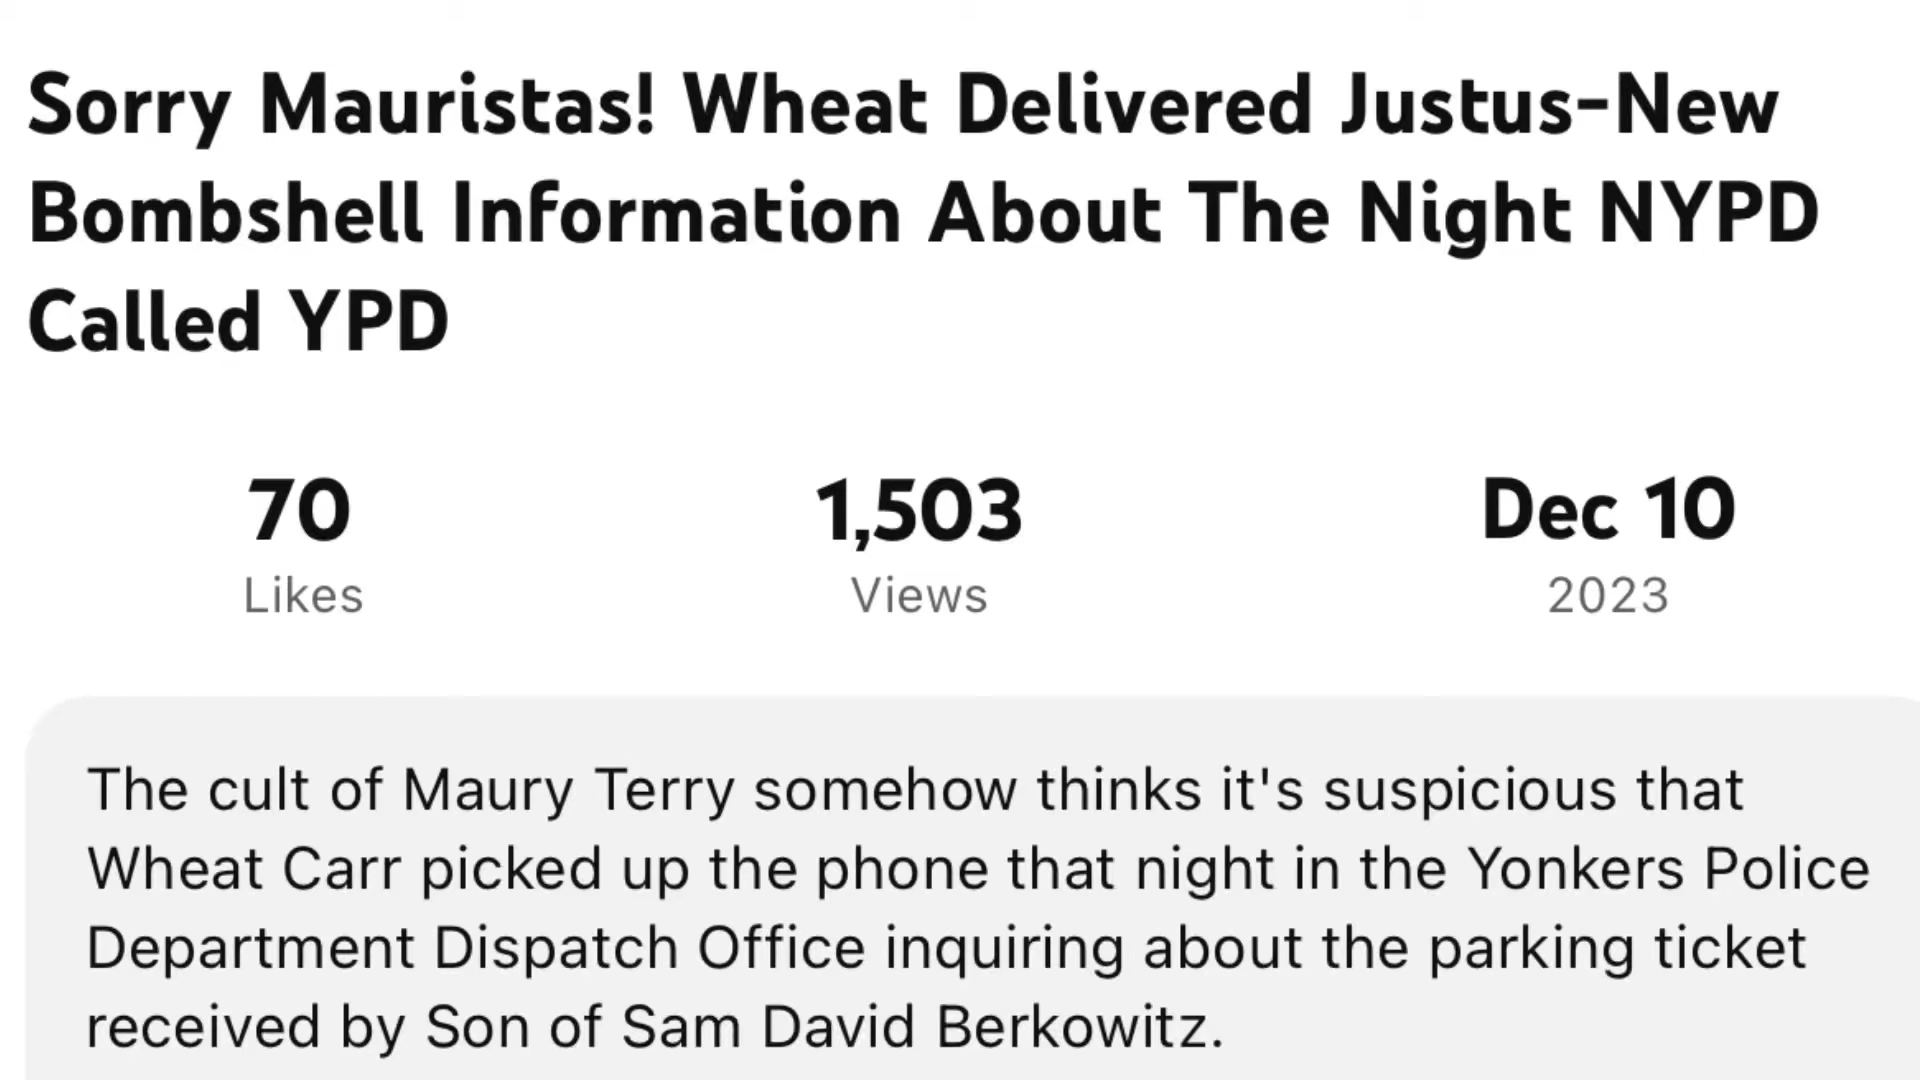 Sorry Mauristas! Wheat Delivered Justus-New
Bombshell Information About The Night NYPD
Called YPD
70
1,503
Dec 10
Likes
Views
2023
The cult of Maury Terry somehow thinks it's suspicious that
Wheat Carr picked up the phone that night in the Yonkers Police
Department Dispatch Office inquiring about the parking ticket
received by Son of Sam David Berkowitz.